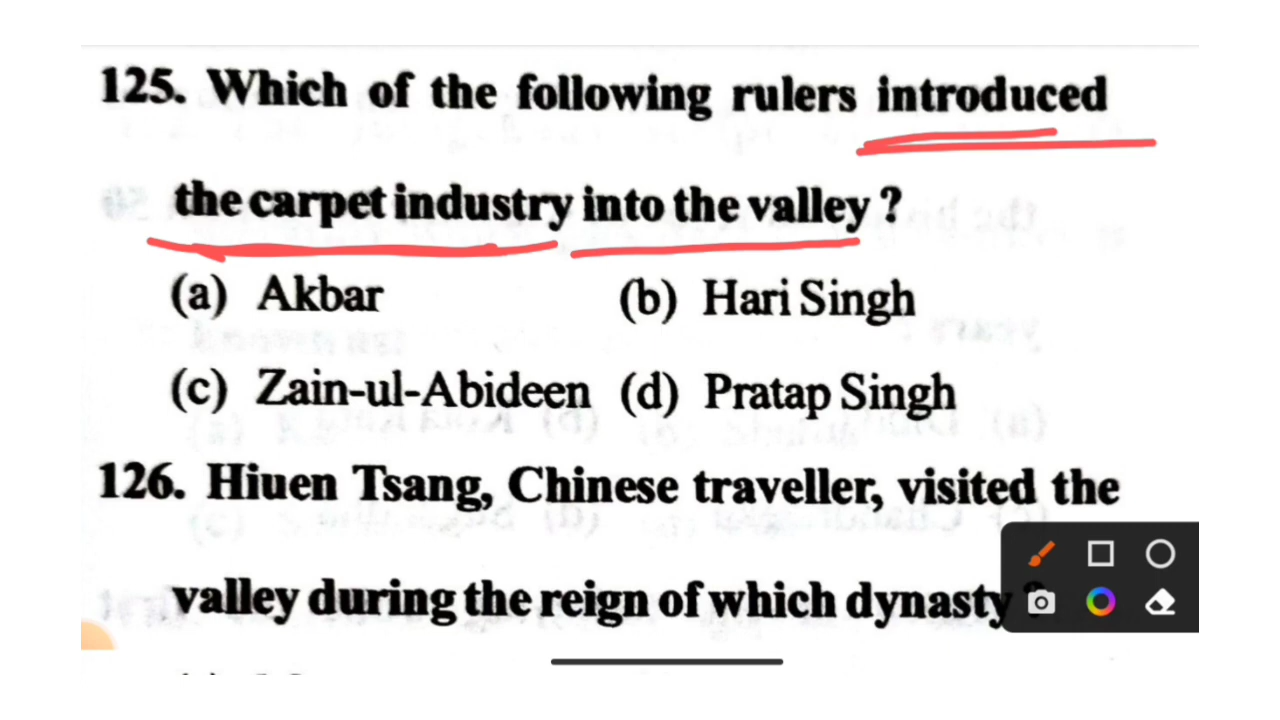 125. Which of the following rulers introduced
the carpet industry into the valley ?
(a) Akbar (b) Hari Singh
(c) Zain-ul-Abideen (d) Pratap Singh
126. Hiuen Tsang, Chinese traveller, visited the
valley during the reign of which dynasty ?